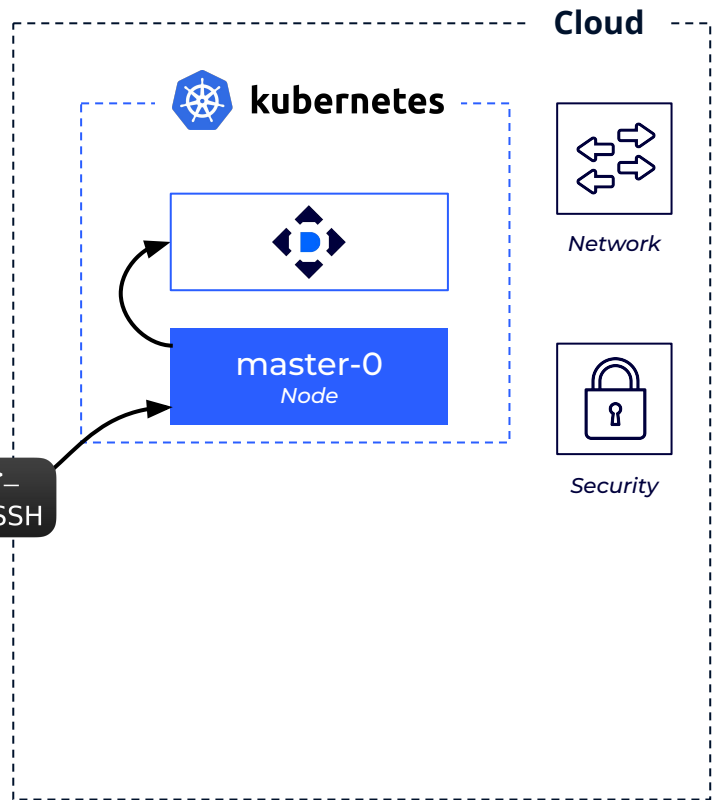 Cloud
kubernetes
Network
D
master-0
Node
>_
SSH
Security